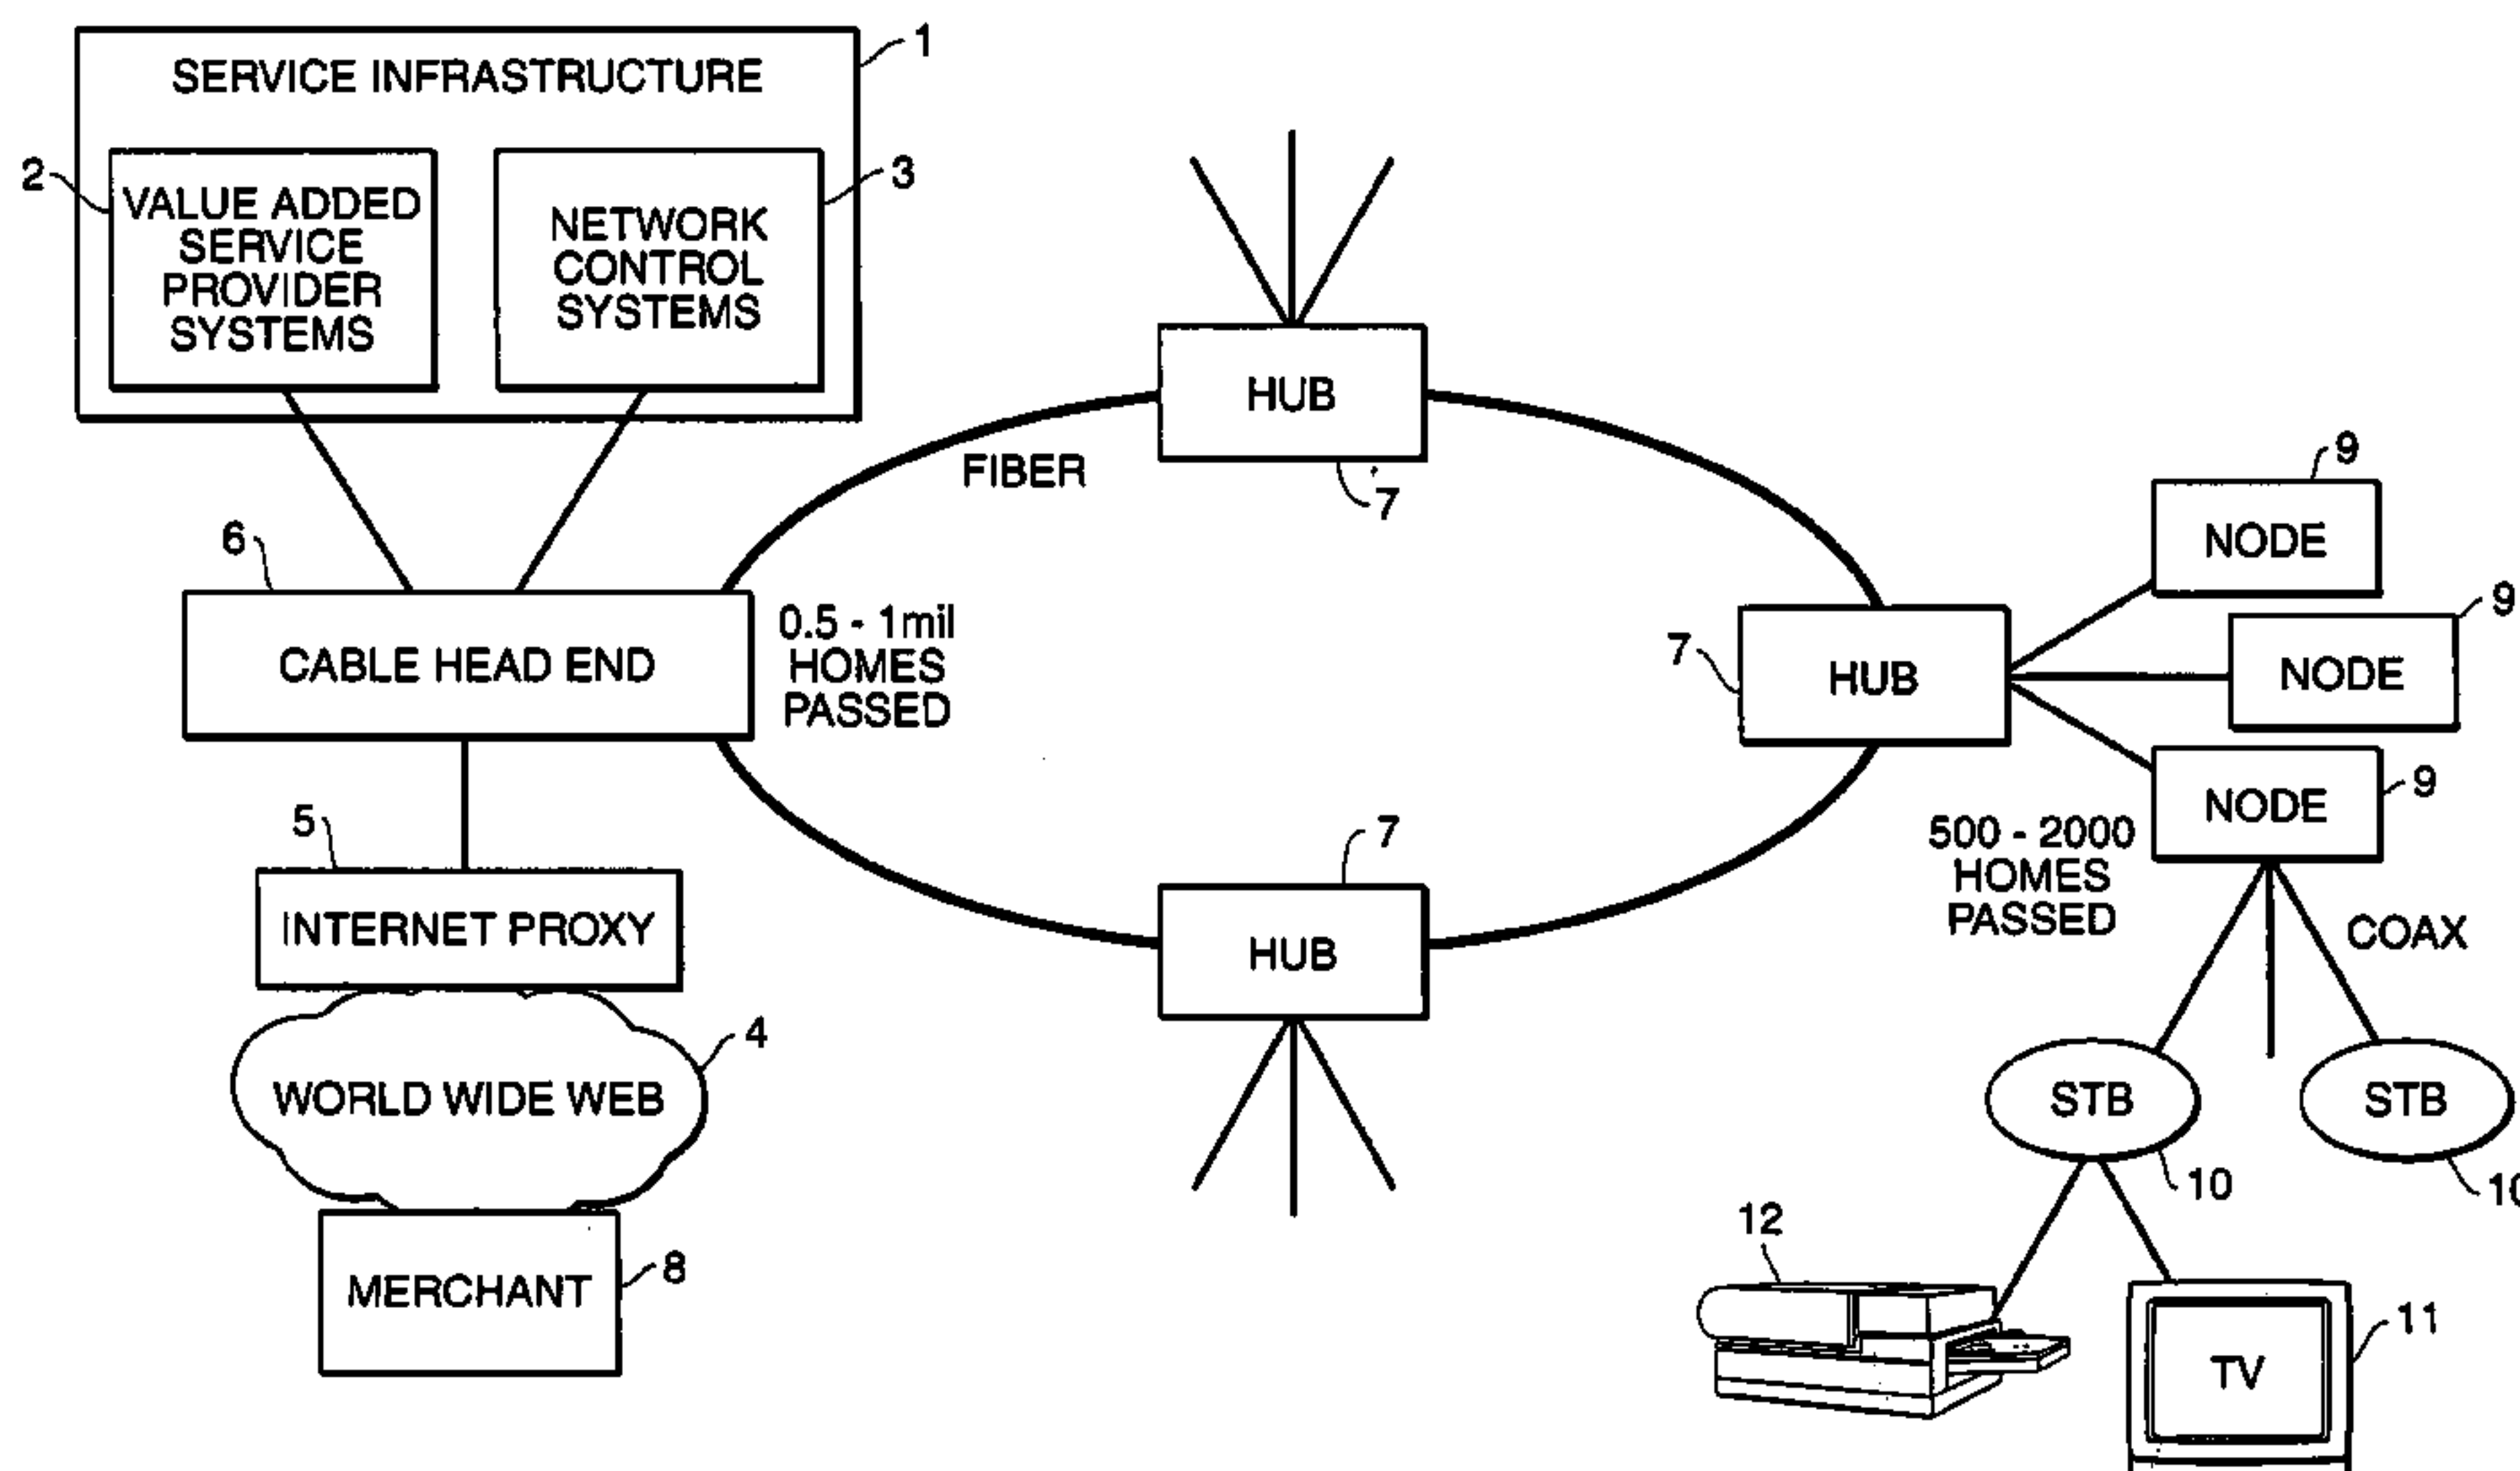 1
SERVICE INFRASTRUCTURE
2
3
VALUE ADDED
SERVICE
PROVIDER
SYSTEMS
NETWORK
CONTROL
SYSTEMS
HUB
7
FIBER
6
CABLE HEAD END
0.5 - 1mil
HOMES
PASSED
7
HUB
9
NODE
9
NODE
9
NODE
500 - 2000
HOMES
PASSED
COAX
5
INTERNET PROXY
4
WORLD WIDE WEB
8
MERCHANT
7
HUB
STB
10
STB
10
12
11
TV